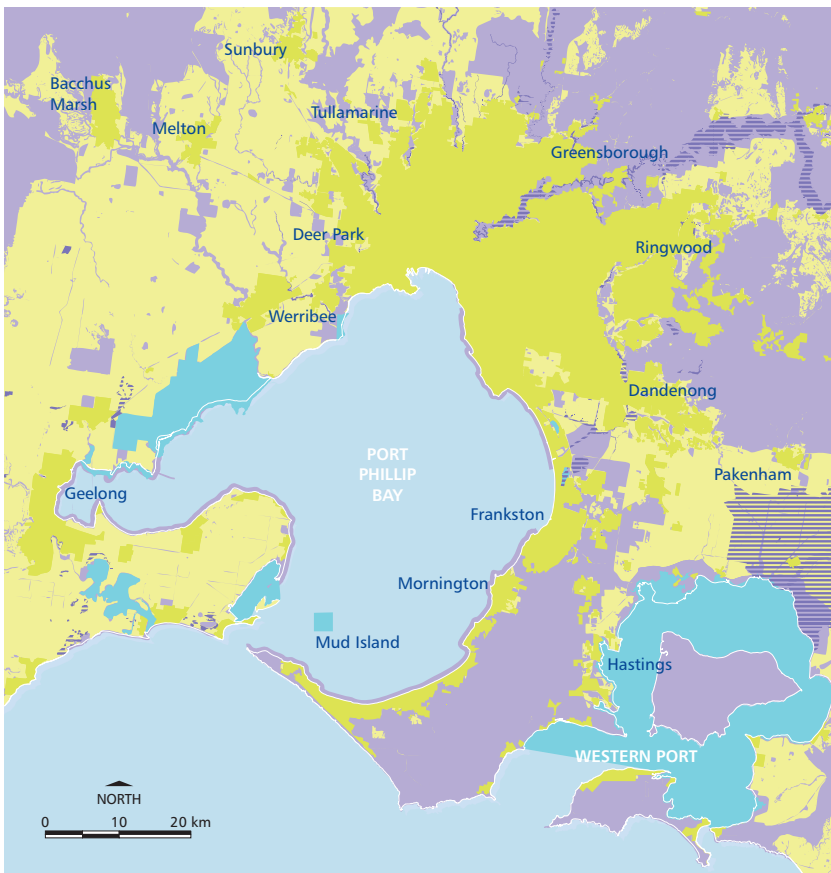 Sunbury
Bacchus
Marsh
Tullamarine
Melton
Greensborough
Deer Park
Ringwood
Werribee
Dandenong
PORT
PHILLIP
BAY
Pakenham
Geelong
Frankston
Mornington
Mud Island
Hastings
WESTERN PORT
NORTH
0 10 20 km